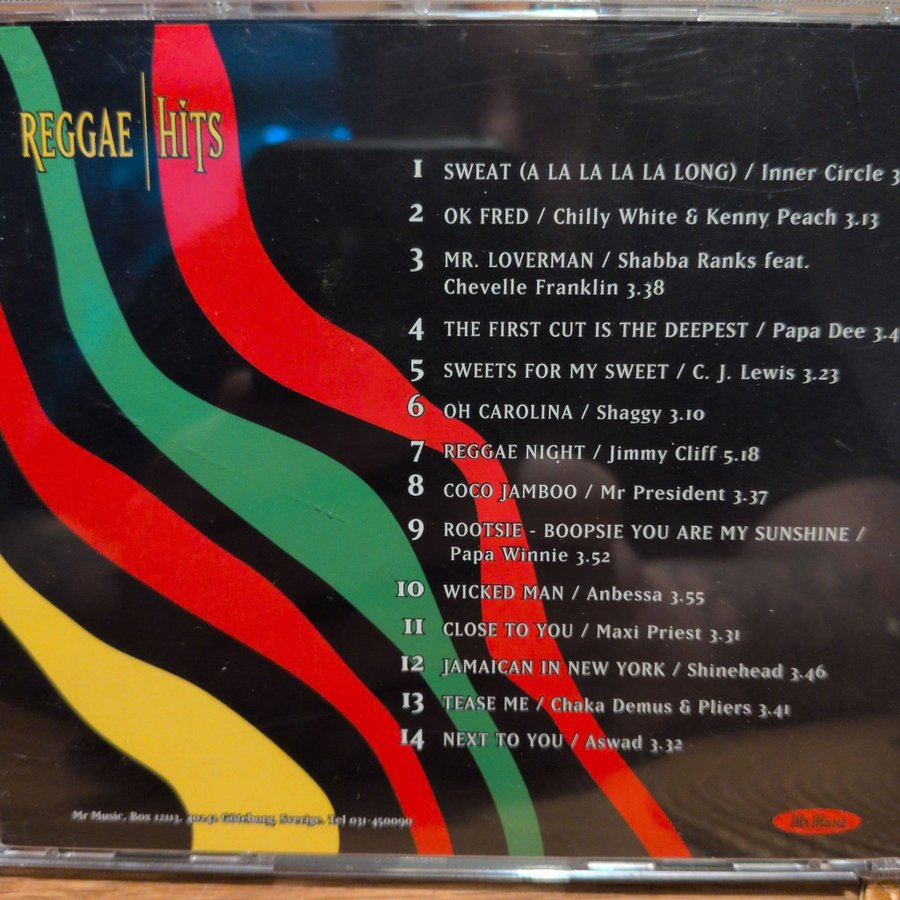 REGGAE HITS
1 SWEAT (A LA LA LA LA LONG) / Inner Circle 3
2 OK FRED / Chilly White & Kenny Peach 3.13
3 MR. LOVERMAN / Shabba Ranks feat.
Chevelle Franklin 3.38
4 THE FIRST CUT IS THE DEEPEST / Papa Dee 3.4
5 SWEETS FOR MY SWEET / C. J. Lewis 3.23
6 OH CAROLINA / Shaggy 3.10
7 REGGAE NIGHT / Jimmy Cliff 5.18
8 COCO JAMBOO / Mr President 3.37
9 ROOTSIE - BOOPSIE YOU ARE MY SUNSHINE /
Papa Winnie 3.52
10 WICKED MAN / Anbessa 3.55
11 CLOSE TO YOU / Maxi Priest 3.31
12 JAMAICAN IN NEW YORK / Shinehead 3.46
13 TEASE ME / Chaka Demus & Pliers 3.41
14 NEXT TO YOU / Aswad 3.32
Mr Music, Box 12113, 40242 Göteborg, Sverige. Tel 031-450090
Mr Music